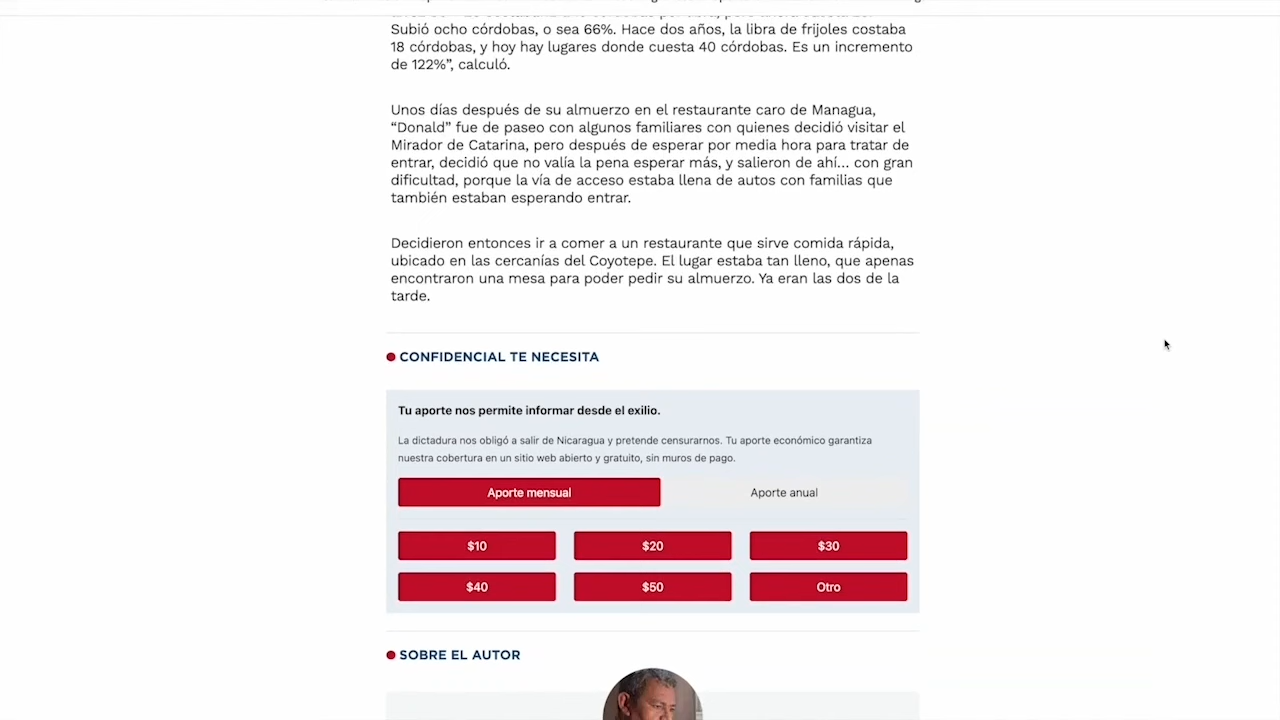 Subió ocho córdobas, o sea 66%. Hace dos años, la libra de frijoles costaba
18 córdobas, y hoy hay lugares donde cuesta 40 córdobas. Es un incremento
de 122%”, calculó.
Unos días después de su almuerzo en el restaurante caro de Managua,
“Donald” fue de paseo con algunos familiares con quienes decidió visitar el
Mirador de Catarina, pero después de esperar por media hora para tratar de
entrar, decidió que no valía la pena esperar más, y salieron de ahí... con gran
dificultad, porque la vía de acceso estaba llena de autos con familias que
también estaban esperando entrar.
Decidieron entonces ir a comer a un restaurante que sirve comida rápida,
ubicado en las cercanías del Coyotepe. El lugar estaba tan lleno, que apenas
encontraron una mesa para poder pedir su almuerzo. Ya eran las dos de la
tarde.
CONFIDENCIAL TE NECESITA
Tu aporte nos permite informar desde el exilio.
La dictadura nos obligó a salir de Nicaragua y pretende censurarnos. Tu aporte económico garantiza
nuestra cobertura en un sitio web abierto y gratuito, sin muros de pago.
Aporte mensual Aporte anual
$10 $20 $30
$40 $50 Otro
SOBRE EL AUTOR